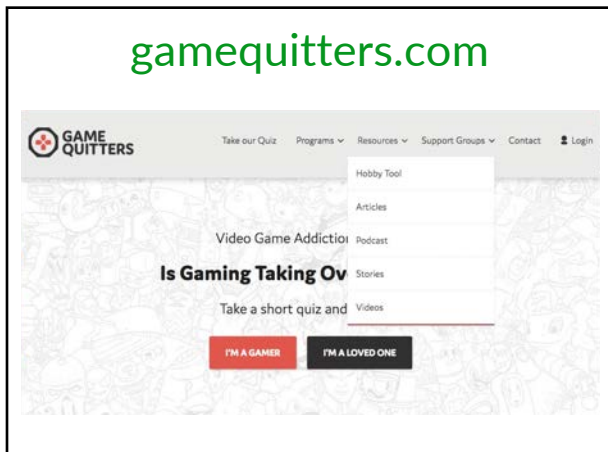 gamequitters.com
GAME
QUITTERS
Take our Quiz Programs Resources Support Groups Contact Login
Hobby Tool
Articles
Video Game Addiction
Podcast
Is Gaming Taking Ov
Stories
Take a short quiz and
Videos
I'M A GAMER I'M A LOVED ONE